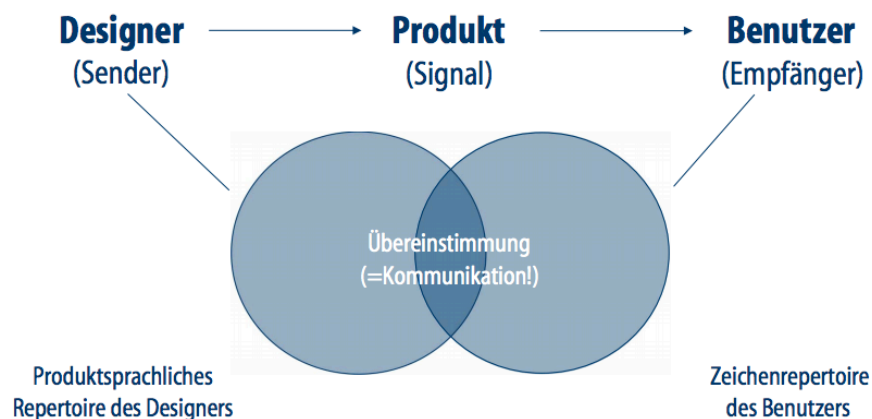 Designer
Produkt
Benutzer
(Sender)
(Signal)
(Empfänger)
Übereinstimmung
(=Kommunikation!)
Produktsprachliches
Repertoire des Designers
Zeichenrepertoire
des Benutzers